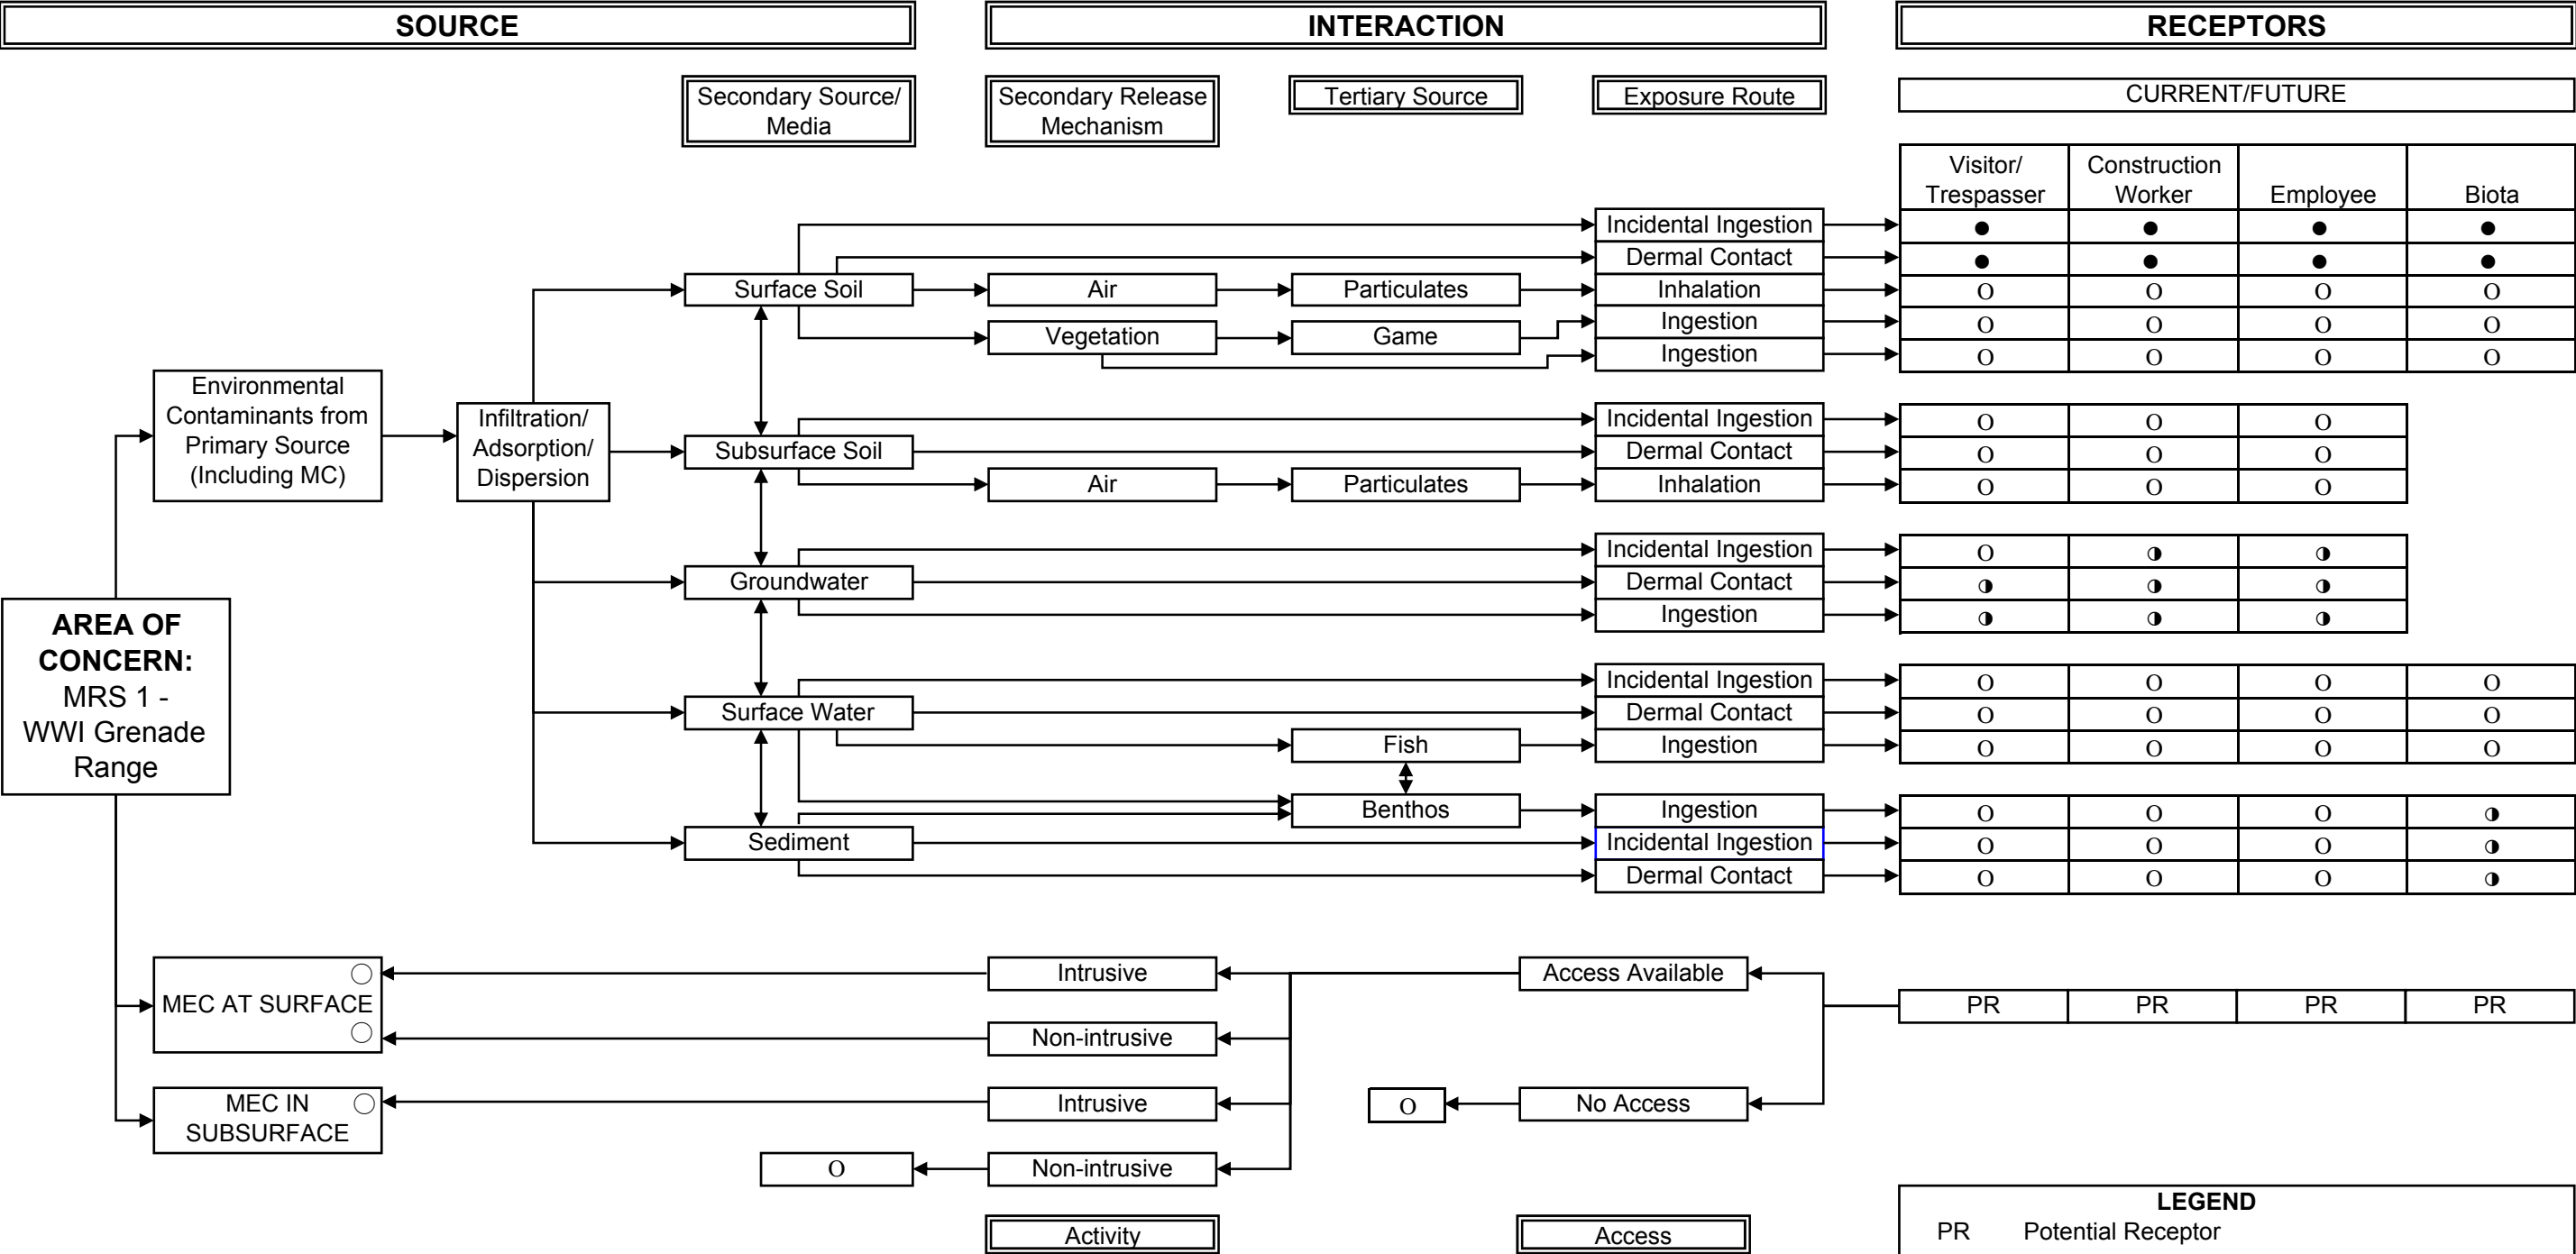 SOURCE
INTERACTION
RECEPTORS
Secondary Source/
Media
Secondary Release
Mechanism
Tertiary Source
Exposure Route
CURRENT/FUTURE
Visitor/
Trespasser
Construction
Worker
Employee
Biota
Incidental Ingestion
● ● ● ●
Dermal Contact
● ● ● ●
Surface Soil
Air
Particulates
Inhalation
O O O O
Vegetation
Game
Ingestion
O O O O
Ingestion
O O O O
Environmental
Contaminants from
Primary Source
(Including MC)
Infiltration/
Adsorption/
Dispersion
Incidental Ingestion
O O O
Subsurface Soil
Dermal Contact
O O O
Air
Particulates
Inhalation
O O O
Incidental Ingestion
O ◑ ◑
Groundwater
Dermal Contact
◑ ◑ ◑
Ingestion
◑ ◑ ◑
AREA OF
CONCERN:
MRS 1 -
WWI Grenade
Range
Incidental Ingestion
O O O O
Surface Water
Dermal Contact
O O O O
Fish
Ingestion
O O O O
Benthos
Ingestion
O O O ◑
Sediment
Incidental Ingestion
O O O ◑
Dermal Contact
O O O ◑
MEC AT SURFACE
Intrusive
Access Available
PR PR PR PR
Non-intrusive
MEC IN
SUBSURFACE
Intrusive
O
No Access
O
Non-intrusive
Activity
Access
LEGEND
PR Potential Receptor